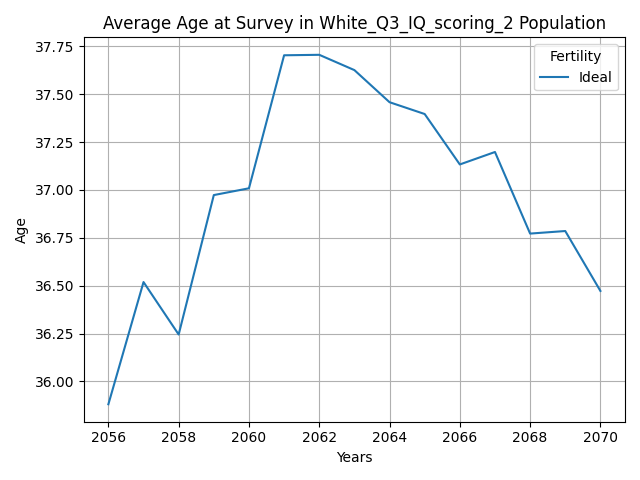 Average Age at Survey in White_Q3_IQ_scoring_2 Population
Fertility
Ideal
37.75
37.50
37.25
37.00
36.75
36.50
36.25
36.00
Age
2056 2058 2060 2062 2064 2066 2068 2070
Years